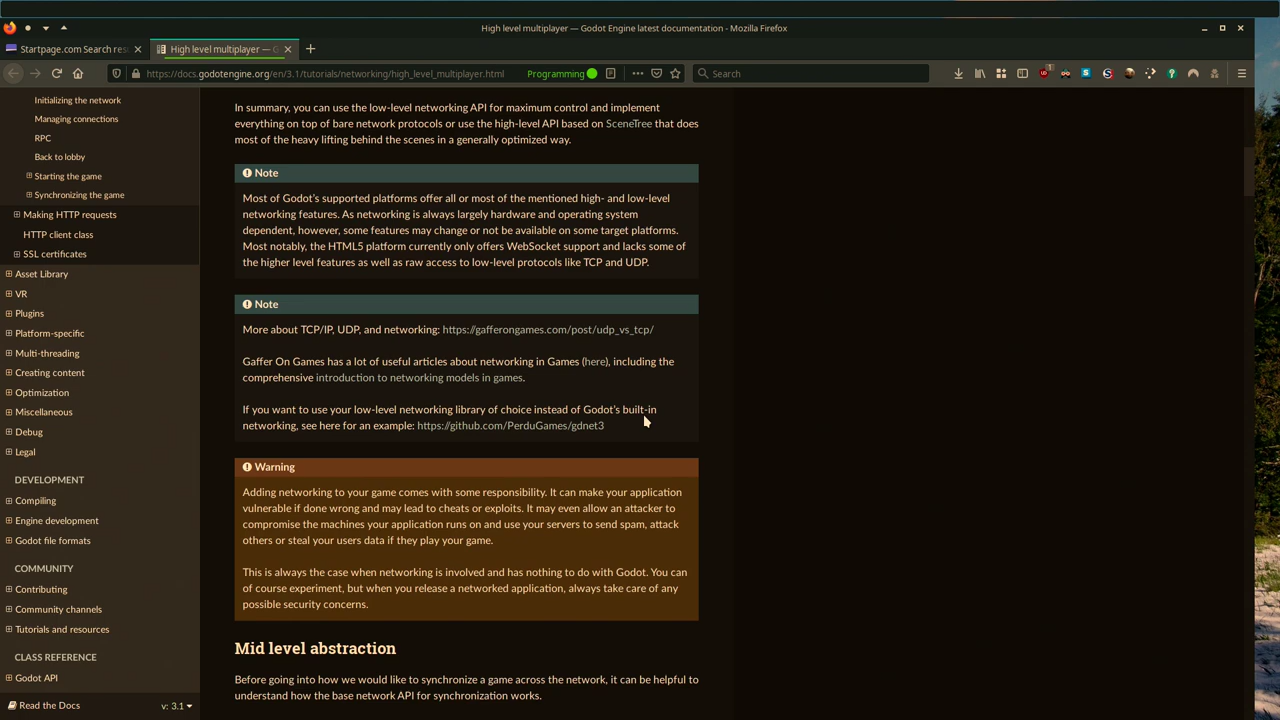 High level multiplayer — Godot Engine latest documentation - Mozilla Firefox
Startpage.com Search res
High level multiplayer — G
https://docs.godotengine.org/en/3.1/tutorials/networking/high_level_multiplayer.html
Programming
Search
Initializing the network
Managing connections
RPC
Back to lobby
Starting the game
Synchronizing the game
Making HTTP requests
HTTP client class
SSL certificates
Asset Library
VR
Plugins
Platform-specific
Multi-threading
Creating content
Optimization
Miscellaneous
Debug
Legal
DEVELOPMENT
Compiling
Engine development
Godot file formats
COMMUNITY
Contributing
Community channels
Tutorials and resources
CLASS REFERENCE
Godot API
Read the Docs
v: 3.1
In summary, you can use the low-level networking API for maximum control and implement
everything on top of bare network protocols or use the high-level API based on SceneTree that does
most of the heavy lifting behind the scenes in a generally optimized way.
Note
Most of Godot's supported platforms offer all or most of the mentioned high- and low-level
networking features. As networking is always largely hardware and operating system
dependent, however, some features may change or not be available on some target platforms.
Most notably, the HTML5 platform currently only offers WebSocket support and lacks some of
the higher level features as well as raw access to low-level protocols like TCP and UDP.
Note
More about TCP/IP, UDP, and networking: https://gafferongames.com/post/udp_vs_tcp/
Gaffer On Games has a lot of useful articles about networking in Games (here), including the
comprehensive introduction to networking models in games.
If you want to use your low-level networking library of choice instead of Godot's built-in
networking, see here for an example: https://github.com/PerduGames/gdnet3
Warning
Adding networking to your game comes with some responsibility. It can make your application
vulnerable if done wrong and may lead to cheats or exploits. It may even allow an attacker to
compromise the machines your application runs on and use your servers to send spam, attack
others or steal your users data if they play your game.
This is always the case when networking is involved and has nothing to do with Godot. You can
of course experiment, but when you release a networked application, always take care of any
possible security concerns.
Mid level abstraction
Before going into how we would like to synchronize a game across the network, it can be helpful to
understand how the base network API for synchronization works.